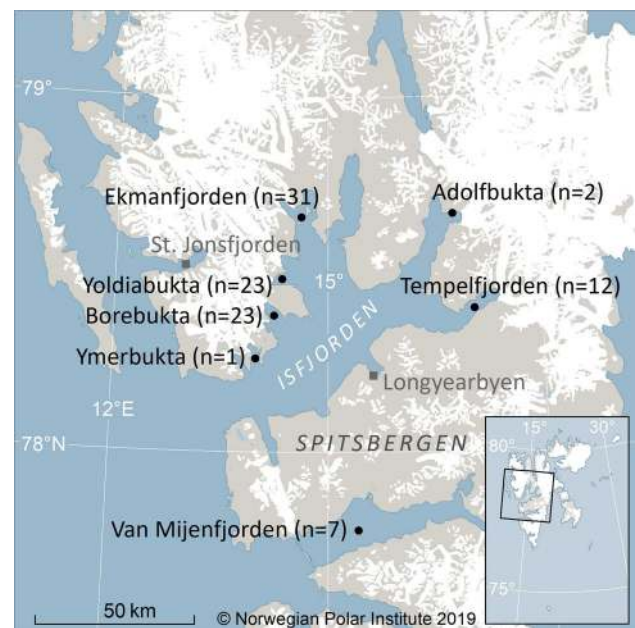 79°
Ekmanfjorden (n=31)
Adolfbukta (n=2)
St. Jonsfjorden
Yoldiabukta (n=23)
15°
Tempelfjorden (n=12)
Borebukta (n=23)
ISFJORDEN
Ymerbukta (n=1)
Longyearbyen
12°E
78°N
SPITSBERGEN
15°
30°
80°
Van Mijenfjorden (n=7)
75°
50 km
© Norwegian Polar Institute 2019